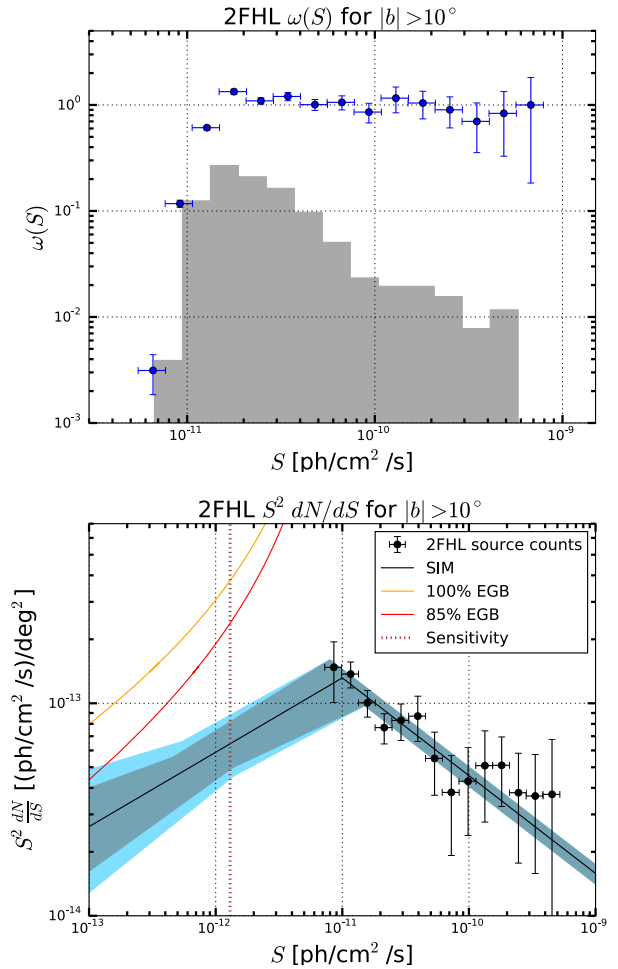 2FHL ω(S) for |b| >10°
10¹
10⁰
10⁻¹
10⁻²
10⁻³
ω(S)
10⁻¹¹ 10⁻¹⁰ 10⁻⁹
S [ph/cm² /s]
2FHL S² dN/dS for |b| >10°
2FHL source counts
SIM
100% EGB
85% EGB
Sensitivity
10⁻¹³
10⁻¹⁴
S² dN/dS [(ph/cm² /s)/deg²]
10⁻¹³ 10⁻¹² 10⁻¹¹ 10⁻¹⁰ 10⁻⁹
S [ph/cm² /s]